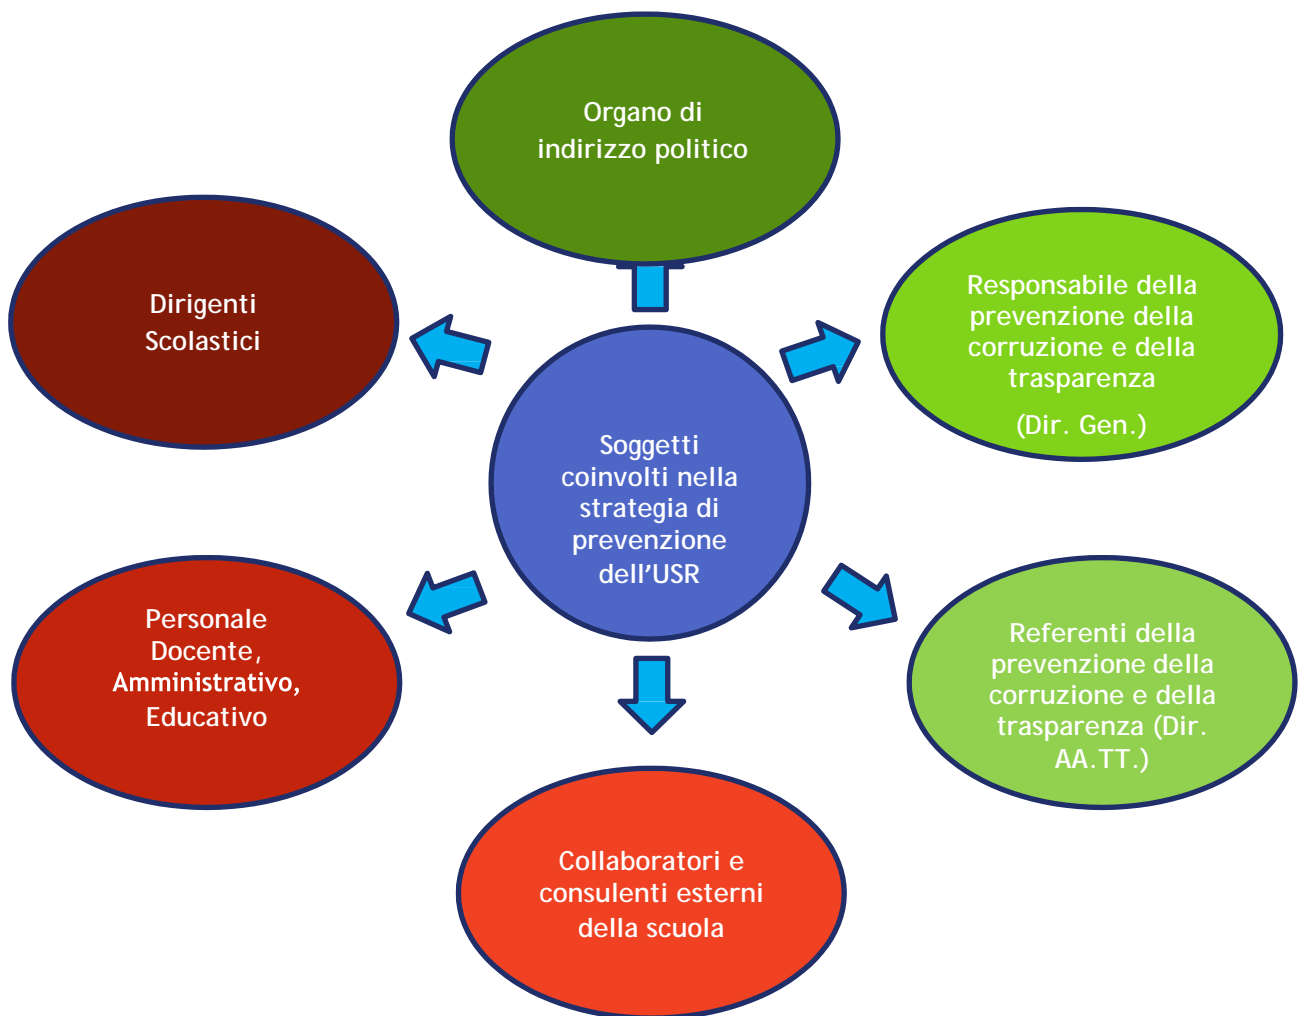 Organo di
indirizzo politico
Dirigenti
Scolastici
Responsabile della
prevenzione della
corruzione e della
trasparenza
(Dir. Gen.)
Soggetti
coinvolti nella
strategia di
prevenzione
dell'USR
Personale
Docente,
Amministrativo,
Educativo
Referenti della
prevenzione della
corruzione e della
trasparenza (Dir.
AA.TT.)
Collaboratori e
consulenti esterni
della scuola